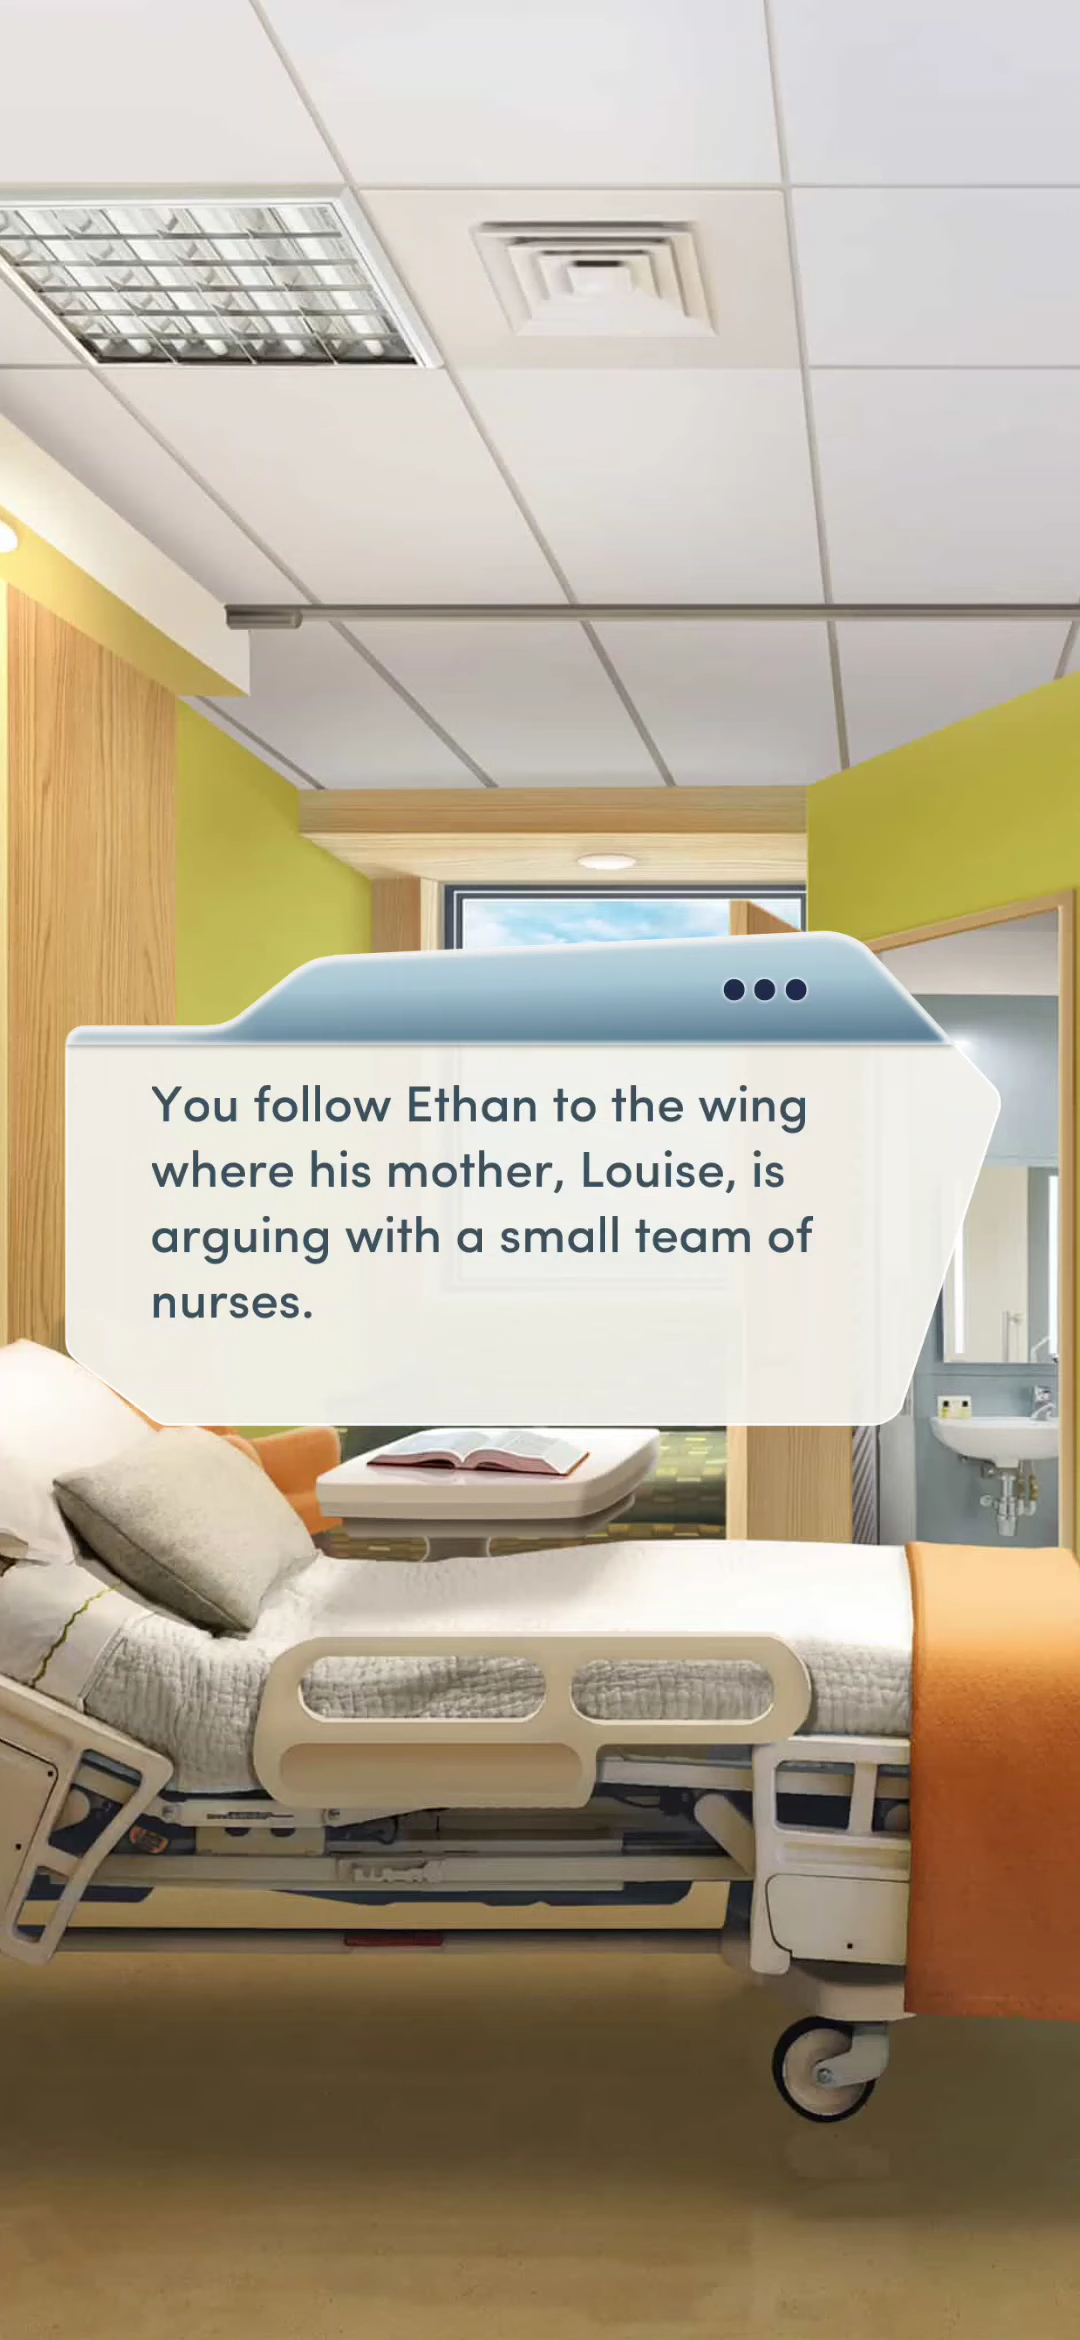 You follow Ethan to the wing
where his mother, Louise, is
arguing with a small team of
nurses.